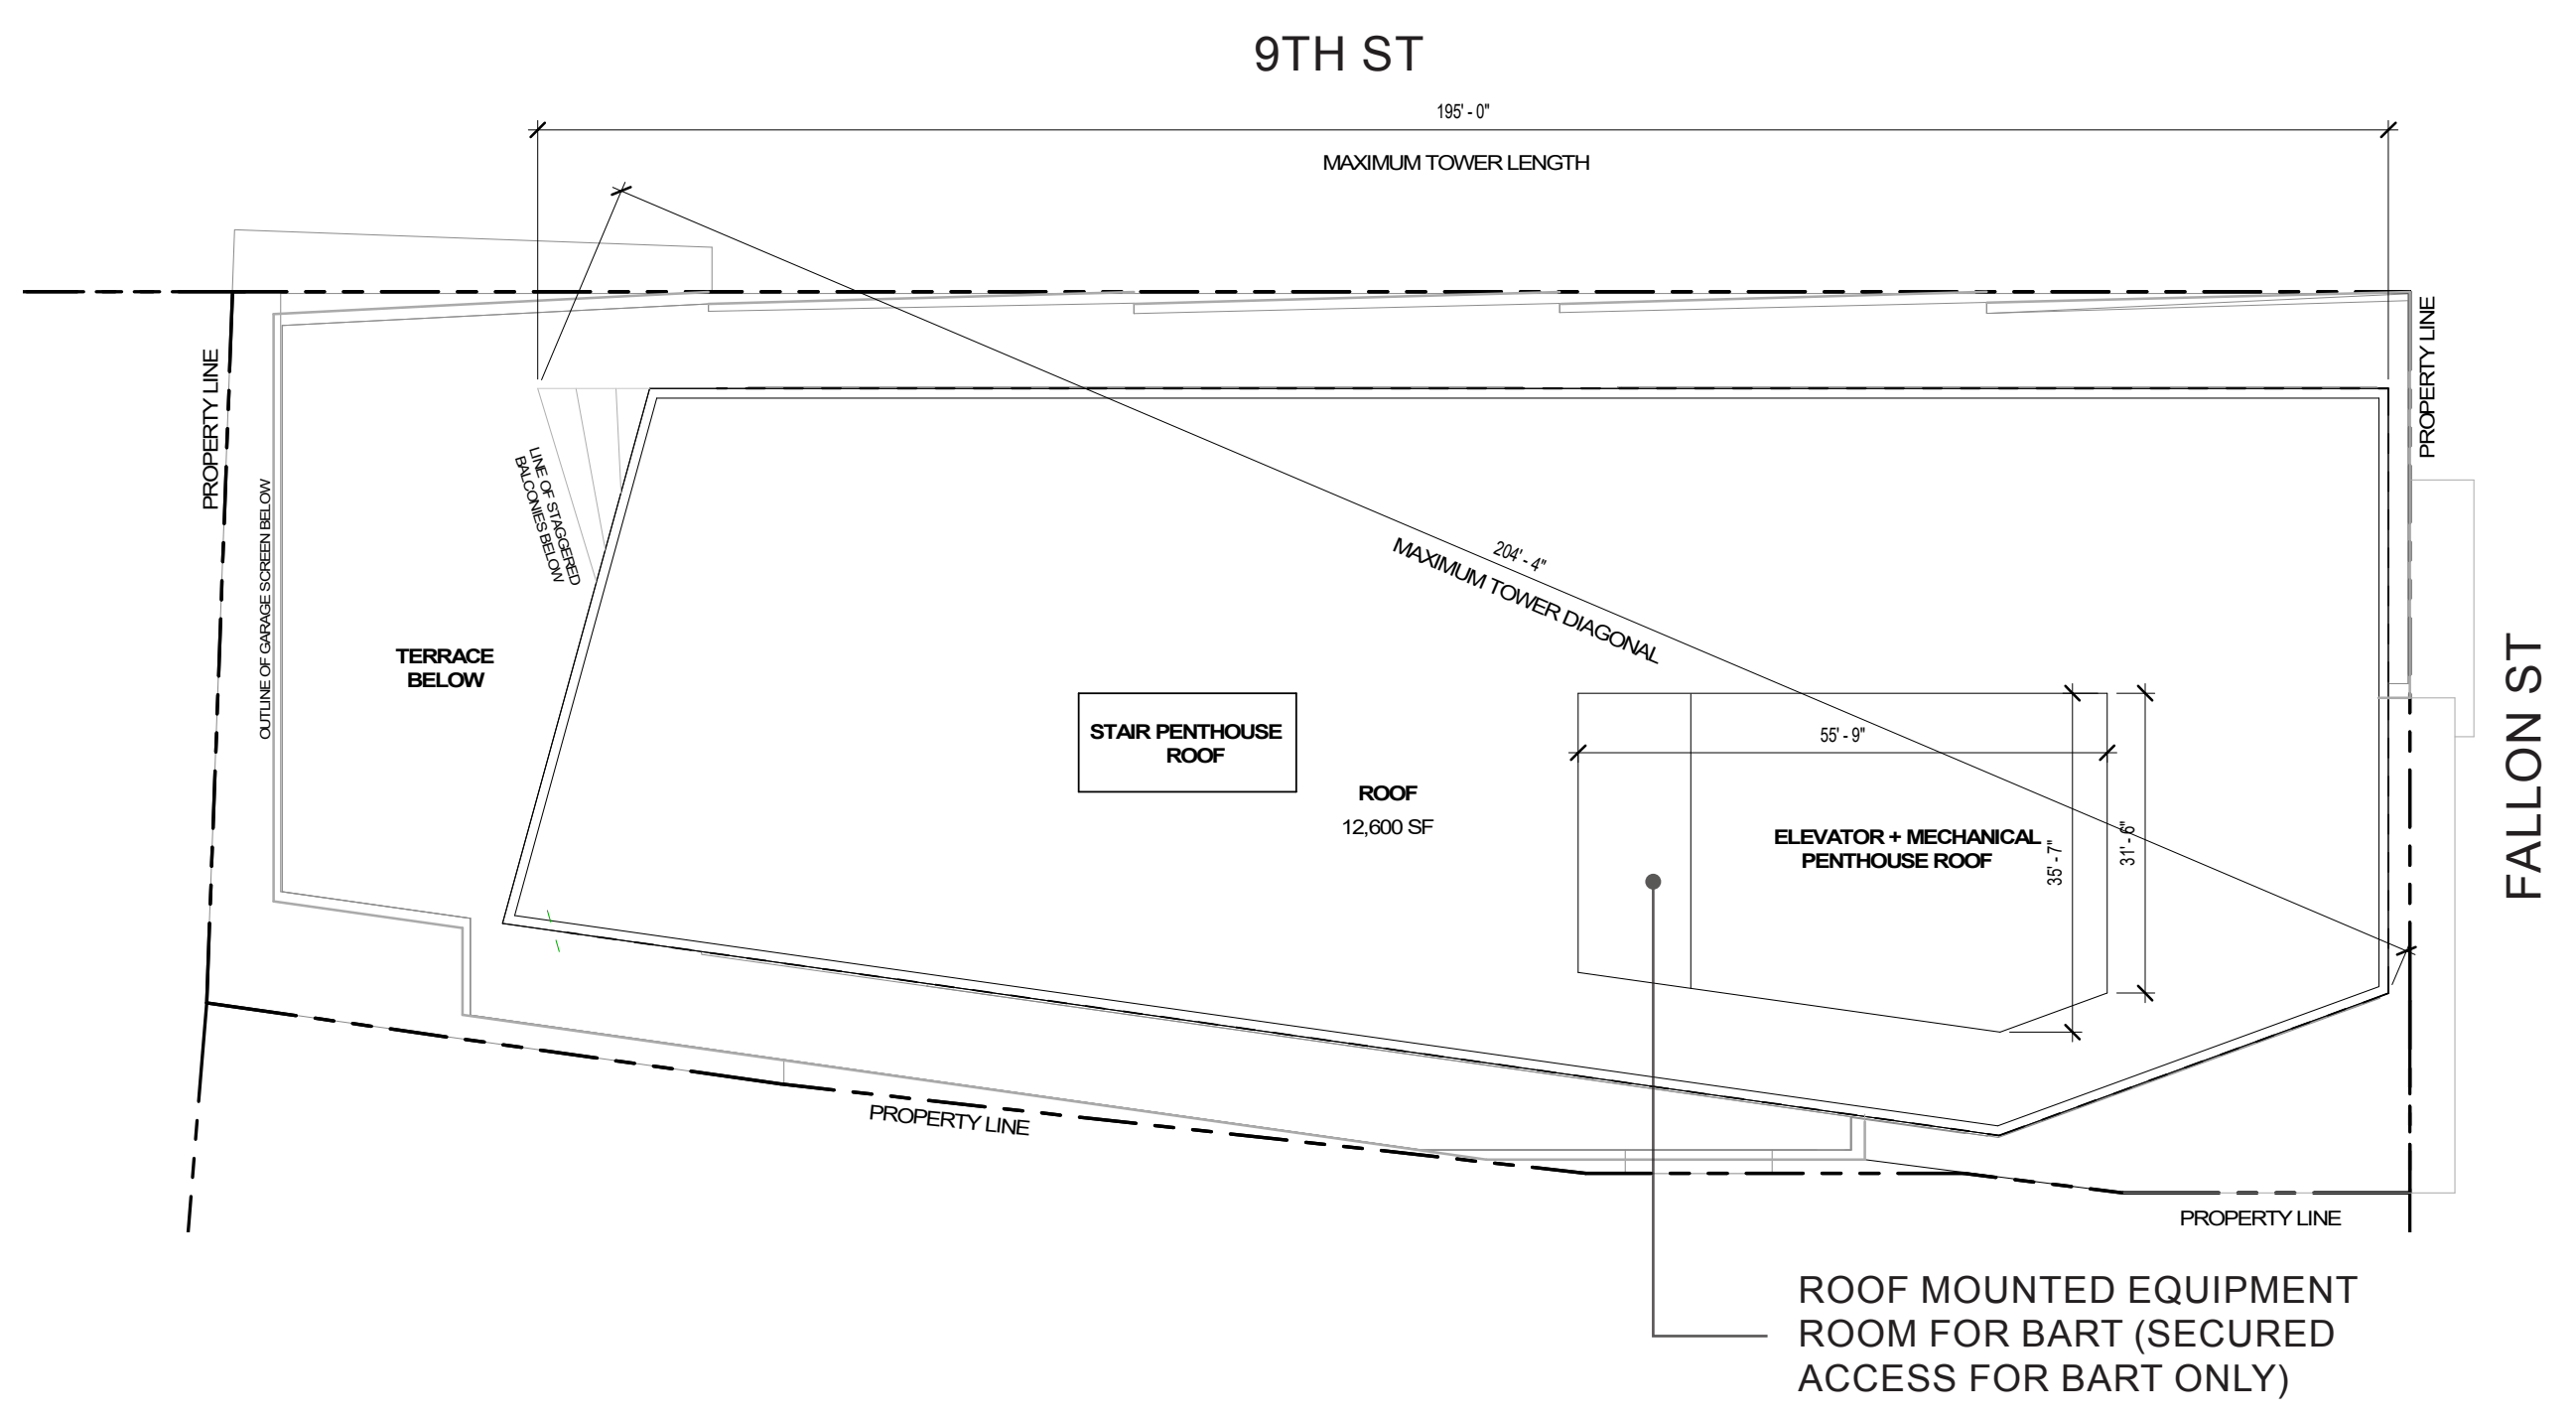 9TH ST
195' - 0"
MAXIMUM TOWER LENGTH
PROPERTY LINE
PROPERTY LINE
OUTLINE OF GARAGE SCREEN BELOW
LINE OF STAGGERED
BALCONIES BELOW
204' - 4"
MAXIMUM TOWER DIAGONAL
TERRACE
BELOW
STAIR PENTHOUSE
ROOF
55' - 9"
ROOF
12,600 SF
ELEVATOR + MECHANICAL
PENTHOUSE ROOF
35' - 7"
31' - 6"
FALLON ST
PROPERTY LINE
PROPERTY LINE
ROOF MOUNTED EQUIPMENT
ROOM FOR BART (SECURED
ACCESS FOR BART ONLY)